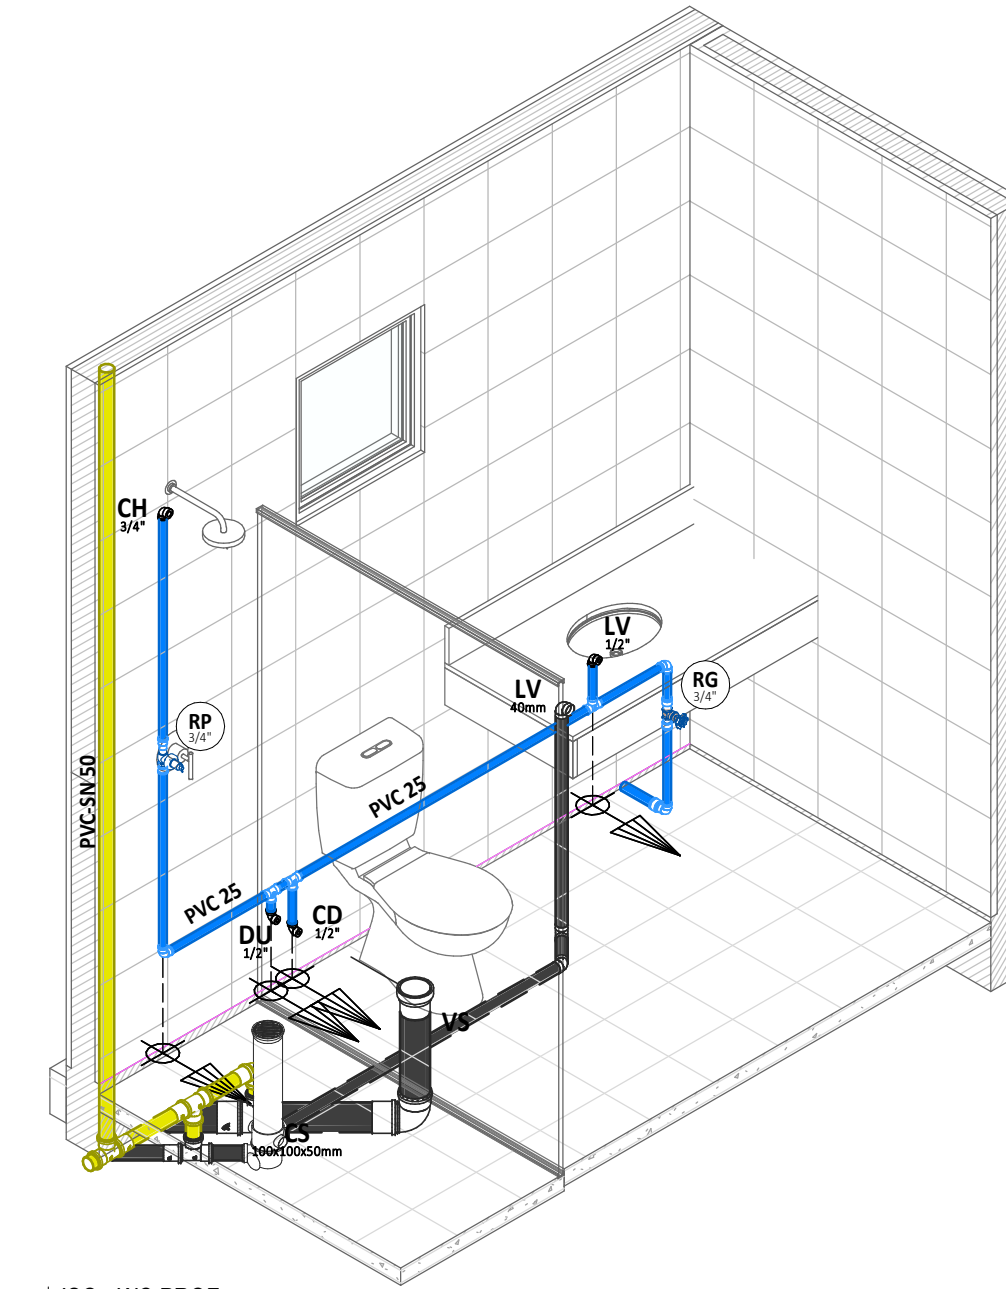 CH
3/4"
LV
1/2"
RG
3/4"
LV
40mm
RP
3/4"
PVC-SN 50
PVC 25
PVC 25
CD
1/2"
DU
1/2"
VS
CS
100x100x50mm